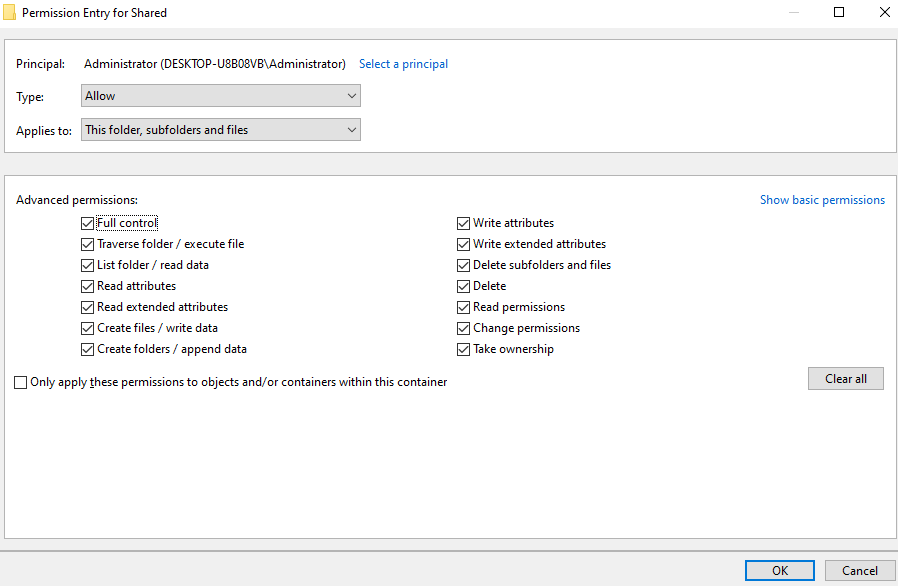 Permission Entry for Shared
Principal: Administrator (DESKTOP-U8B08VB\Administrator) Select a principal
Type: Allow
Applies to: This folder, subfolders and files
Advanced permissions: Show basic permissions
Full control Write attributes
Traverse folder / execute file Write extended attributes
List folder / read data Delete subfolders and files
Read attributes Delete
Read extended attributes Read permissions
Create files / write data Change permissions
Create folders / append data Take ownership
Only apply these permissions to objects and/or containers within this container Clear all
OK Cancel